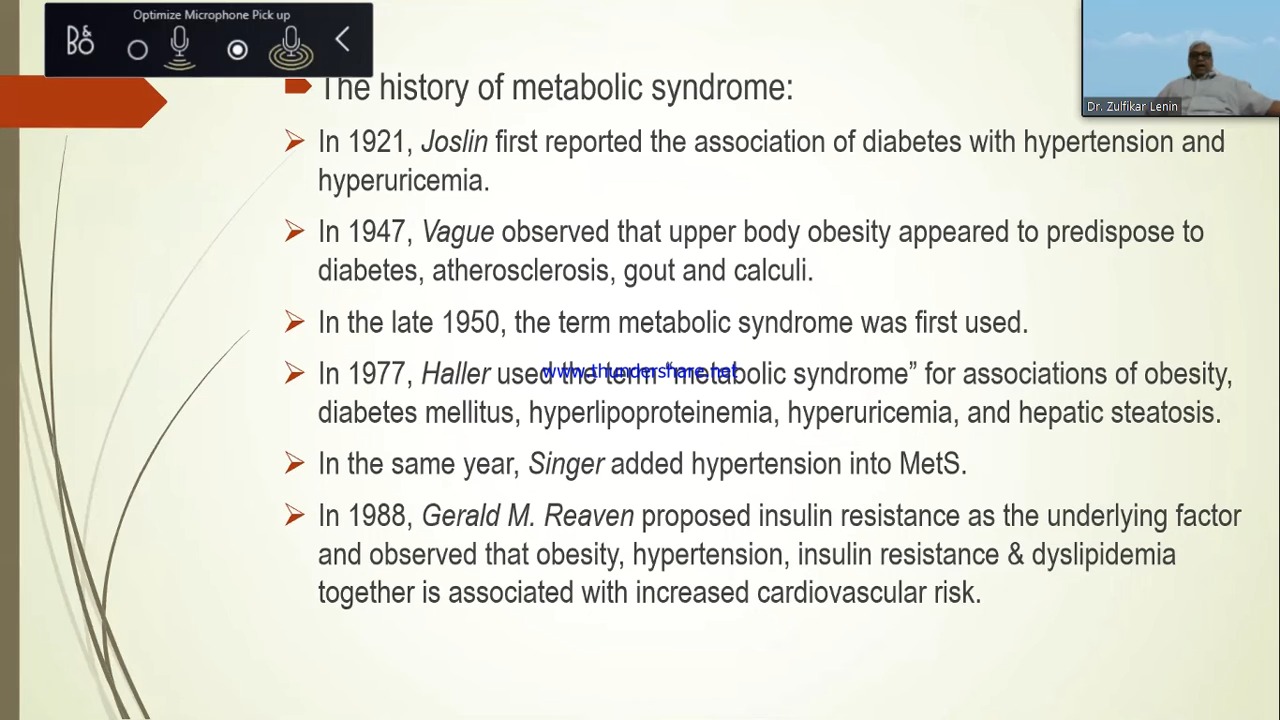 Optimize Microphone Pick up
B&O
Dr. Zulfikar Lenin
The history of metabolic syndrome:
In 1921, Joslin first reported the association of diabetes with hypertension and
hyperuricemia.
In 1947, Vague observed that upper body obesity appeared to predispose to
diabetes, atherosclerosis, gout and calculi.
In the late 1950, the term metabolic syndrome was first used.
In 1977, Haller used the term “metabolic syndrome” for associations of obesity,
www.thundershare.net
diabetes mellitus, hyperlipoproteinemia, hyperuricemia, and hepatic steatosis.
In the same year, Singer added hypertension into MetS.
In 1988, Gerald M. Reaven proposed insulin resistance as the underlying factor
and observed that obesity, hypertension, insulin resistance & dyslipidemia
together is associated with increased cardiovascular risk.